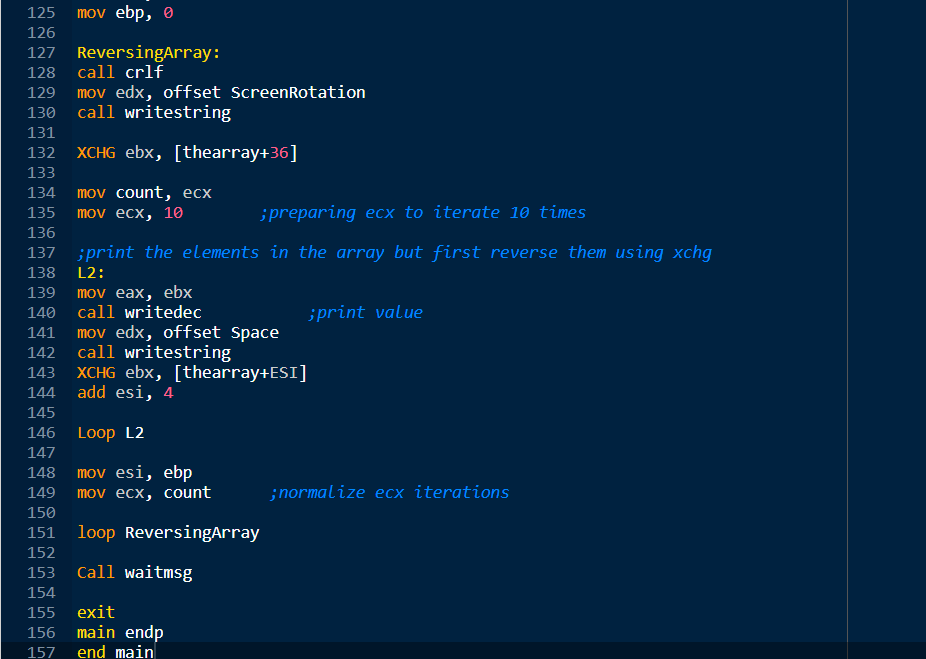 125 mov ebp, 0
126
127 ReversingArray:
128 call crlf
129 mov edx, offset ScreenRotation
130 call writestring
131
132 XCHG ebx, [thearray+36]
133
134 mov count, ecx
135 mov ecx, 10 ;preparing ecx to iterate 10 times
136
137 ;print the elements in the array but first reverse them using xchg
138 L2:
139 mov eax, ebx
140 call writedec ;print value
141 mov edx, offset Space
142 call writestring
143 XCHG ebx, [thearray+ESI]
144 add esi, 4
145
146 Loop L2
147
148 mov esi, ebp
149 mov ecx, count ;normalize ecx iterations
150
151 loop ReversingArray
152
153 Call waitmsg
154
155 exit
156 main endp
157 end main